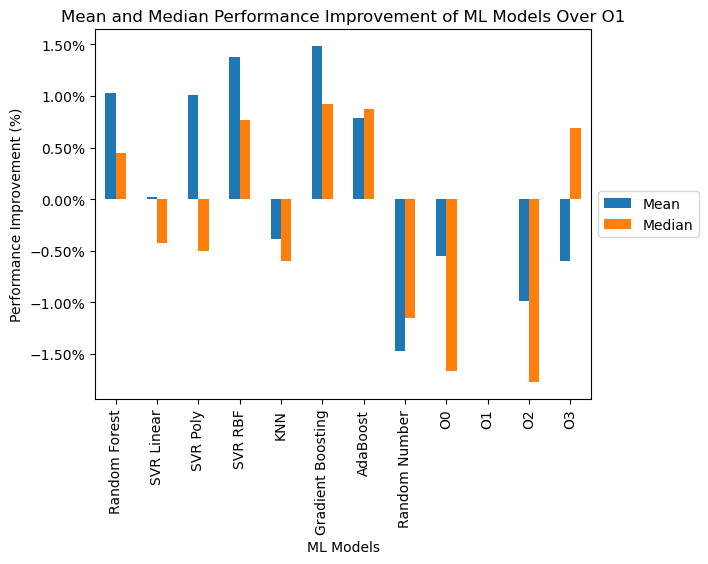 Mean and Median Performance Improvement of ML Models Over O1
Performance Improvement (%)
1.50%
1.00%
0.50%
0.00%
−0.50%
−1.00%
−1.50%
Mean
Median
Random Forest
SVR Linear
SVR Poly
SVR RBF
KNN
Gradient Boosting
AdaBoost
Random Number
O0
O1
O2
O3
ML Models